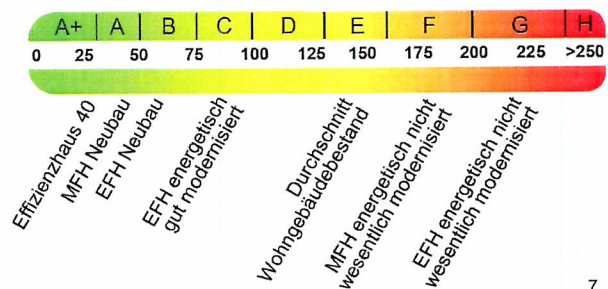 A+ A B C D E F G H
0 25 50 75 100 125 150 175 200 225 >250
Effizienzhaus 40
MFH Neubau
EFH Neubau
EFH energetisch
gut modernisiert
Durchschnitt
Wohngebäudebestand
MFH energetisch nicht
wesentlich modernisiert
EFH energetisch nicht
wesentlich modernisiert
7